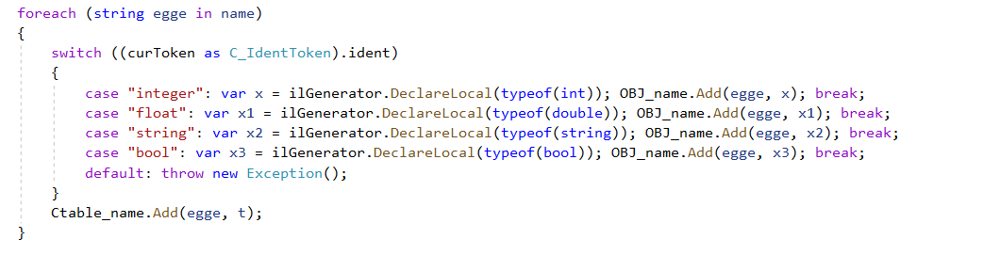 foreach (string egge in name)
{
switch ((curToken as C_IdentToken).ident)
{
case "integer": var x = ilGenerator.DeclareLocal(typeof(int)); OBJ_name.Add(egge, x); break;
case "float": var x1 = ilGenerator.DeclareLocal(typeof(double)); OBJ_name.Add(egge, x1); break;
case "string": var x2 = ilGenerator.DeclareLocal(typeof(string)); OBJ_name.Add(egge, x2); break;
case "bool": var x3 = ilGenerator.DeclareLocal(typeof(bool)); OBJ_name.Add(egge, x3); break;
default: throw new Exception();
}
Ctable_name.Add(egge, t);
}